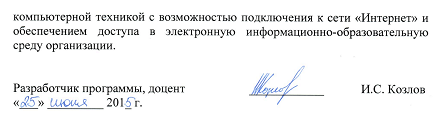 компьютерной техникой с возможностью подключения к сети «Интернет» и
обеспечением доступа в электронную информационно-образовательную
среду организации.
Разработчик программы, доцент И.С. Козлов
«25» июня 2015 г.